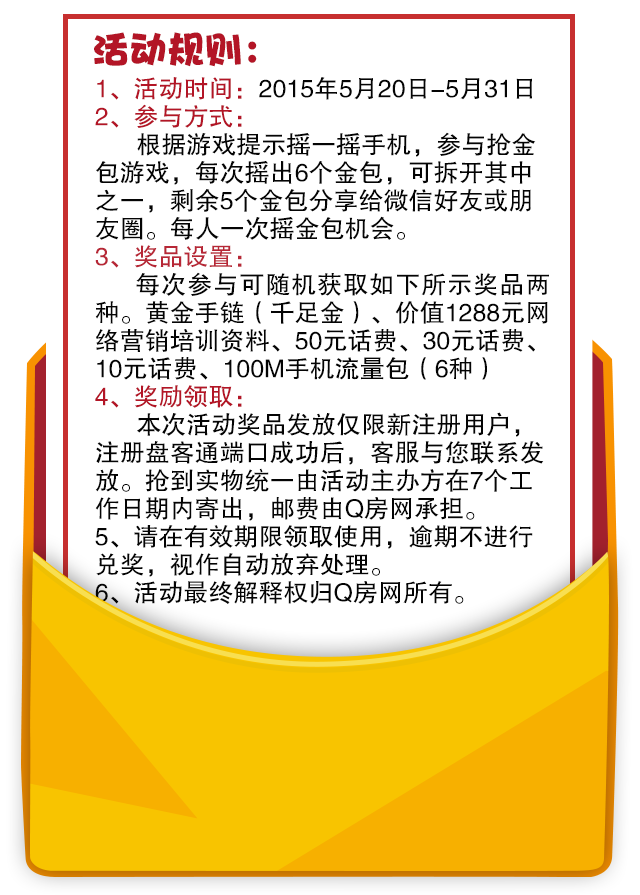 活动规则：
1、活动时间：2015年5月20日-5月31日
2、参与方式：
根据游戏提示摇一摇手机，参与抢金
包游戏，每次摇出6个金包，可拆开其中
之一，剩余5个金包分享给微信好友或朋
友圈。每人一次摇金包机会。
3、奖品设置：
每次参与可随机获取如下所示奖品两
种。黄金手链（千足金）、价值1288元网
络营销培训资料、50元话费、30元话费、
10元话费、100M手机流量包（6种）
4、奖励领取：
本次活动奖品发放仅限新注册用户，
注册盘客通端口成功后，客服与您联系发
放。抢到实物统一由活动主办方在7个工
作日期内寄出，邮费由Q房网承担。
5、请在有效期限领取使用，逾期不进行
兑奖，视作自动放弃处理。
6、活动最终解释权归Q房网所有。